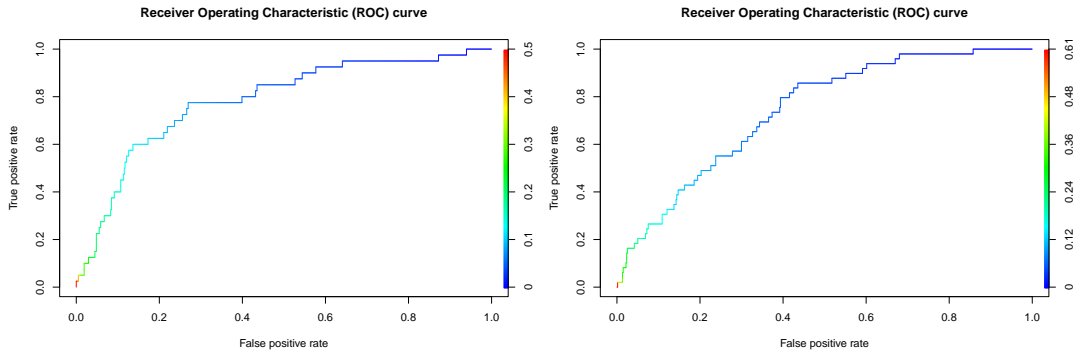 Receiver Operating Characteristic (ROC) curve
True positive rate
0.0 0.2 0.4 0.6 0.8 1.0
0.0 0.2 0.4 0.6 0.8 1.0
False positive rate
0 0.1 0.2 0.3 0.4 0.5
Receiver Operating Characteristic (ROC) curve
True positive rate
0.0 0.2 0.4 0.6 0.8 1.0
0.0 0.2 0.4 0.6 0.8 1.0
False positive rate
0 0.12 0.24 0.36 0.48 0.61